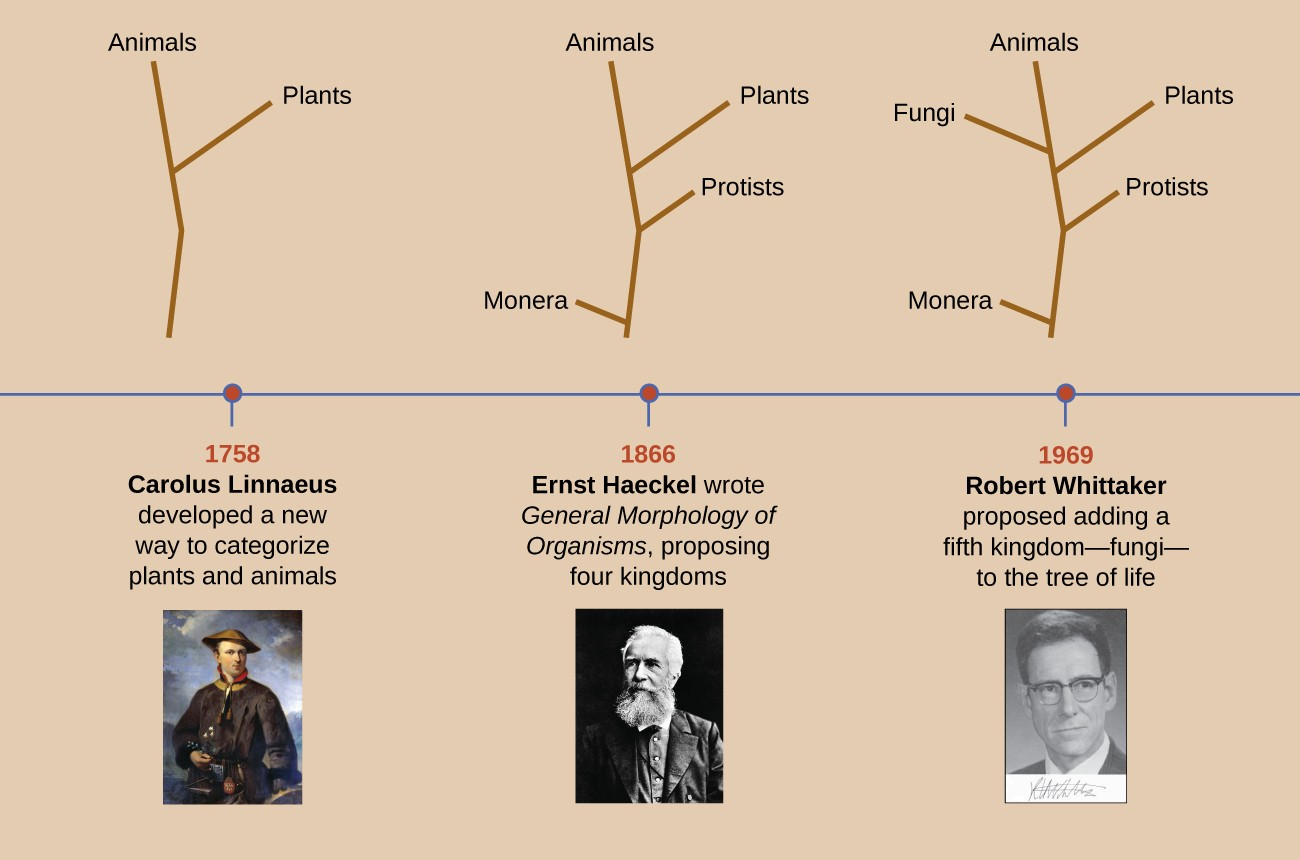 Animals
Plants
Animals
Plants
Protists
Monera
Animals
Fungi
Plants
Protists
Monera
1758
Carolus Linnaeus
developed a new
way to categorize
plants and animals
1866
Ernst Haeckel wrote
General Morphology of
Organisms, proposing
four kingdoms
1969
Robert Whittaker
proposed adding a
fifth kingdom—fungi—
to the tree of life